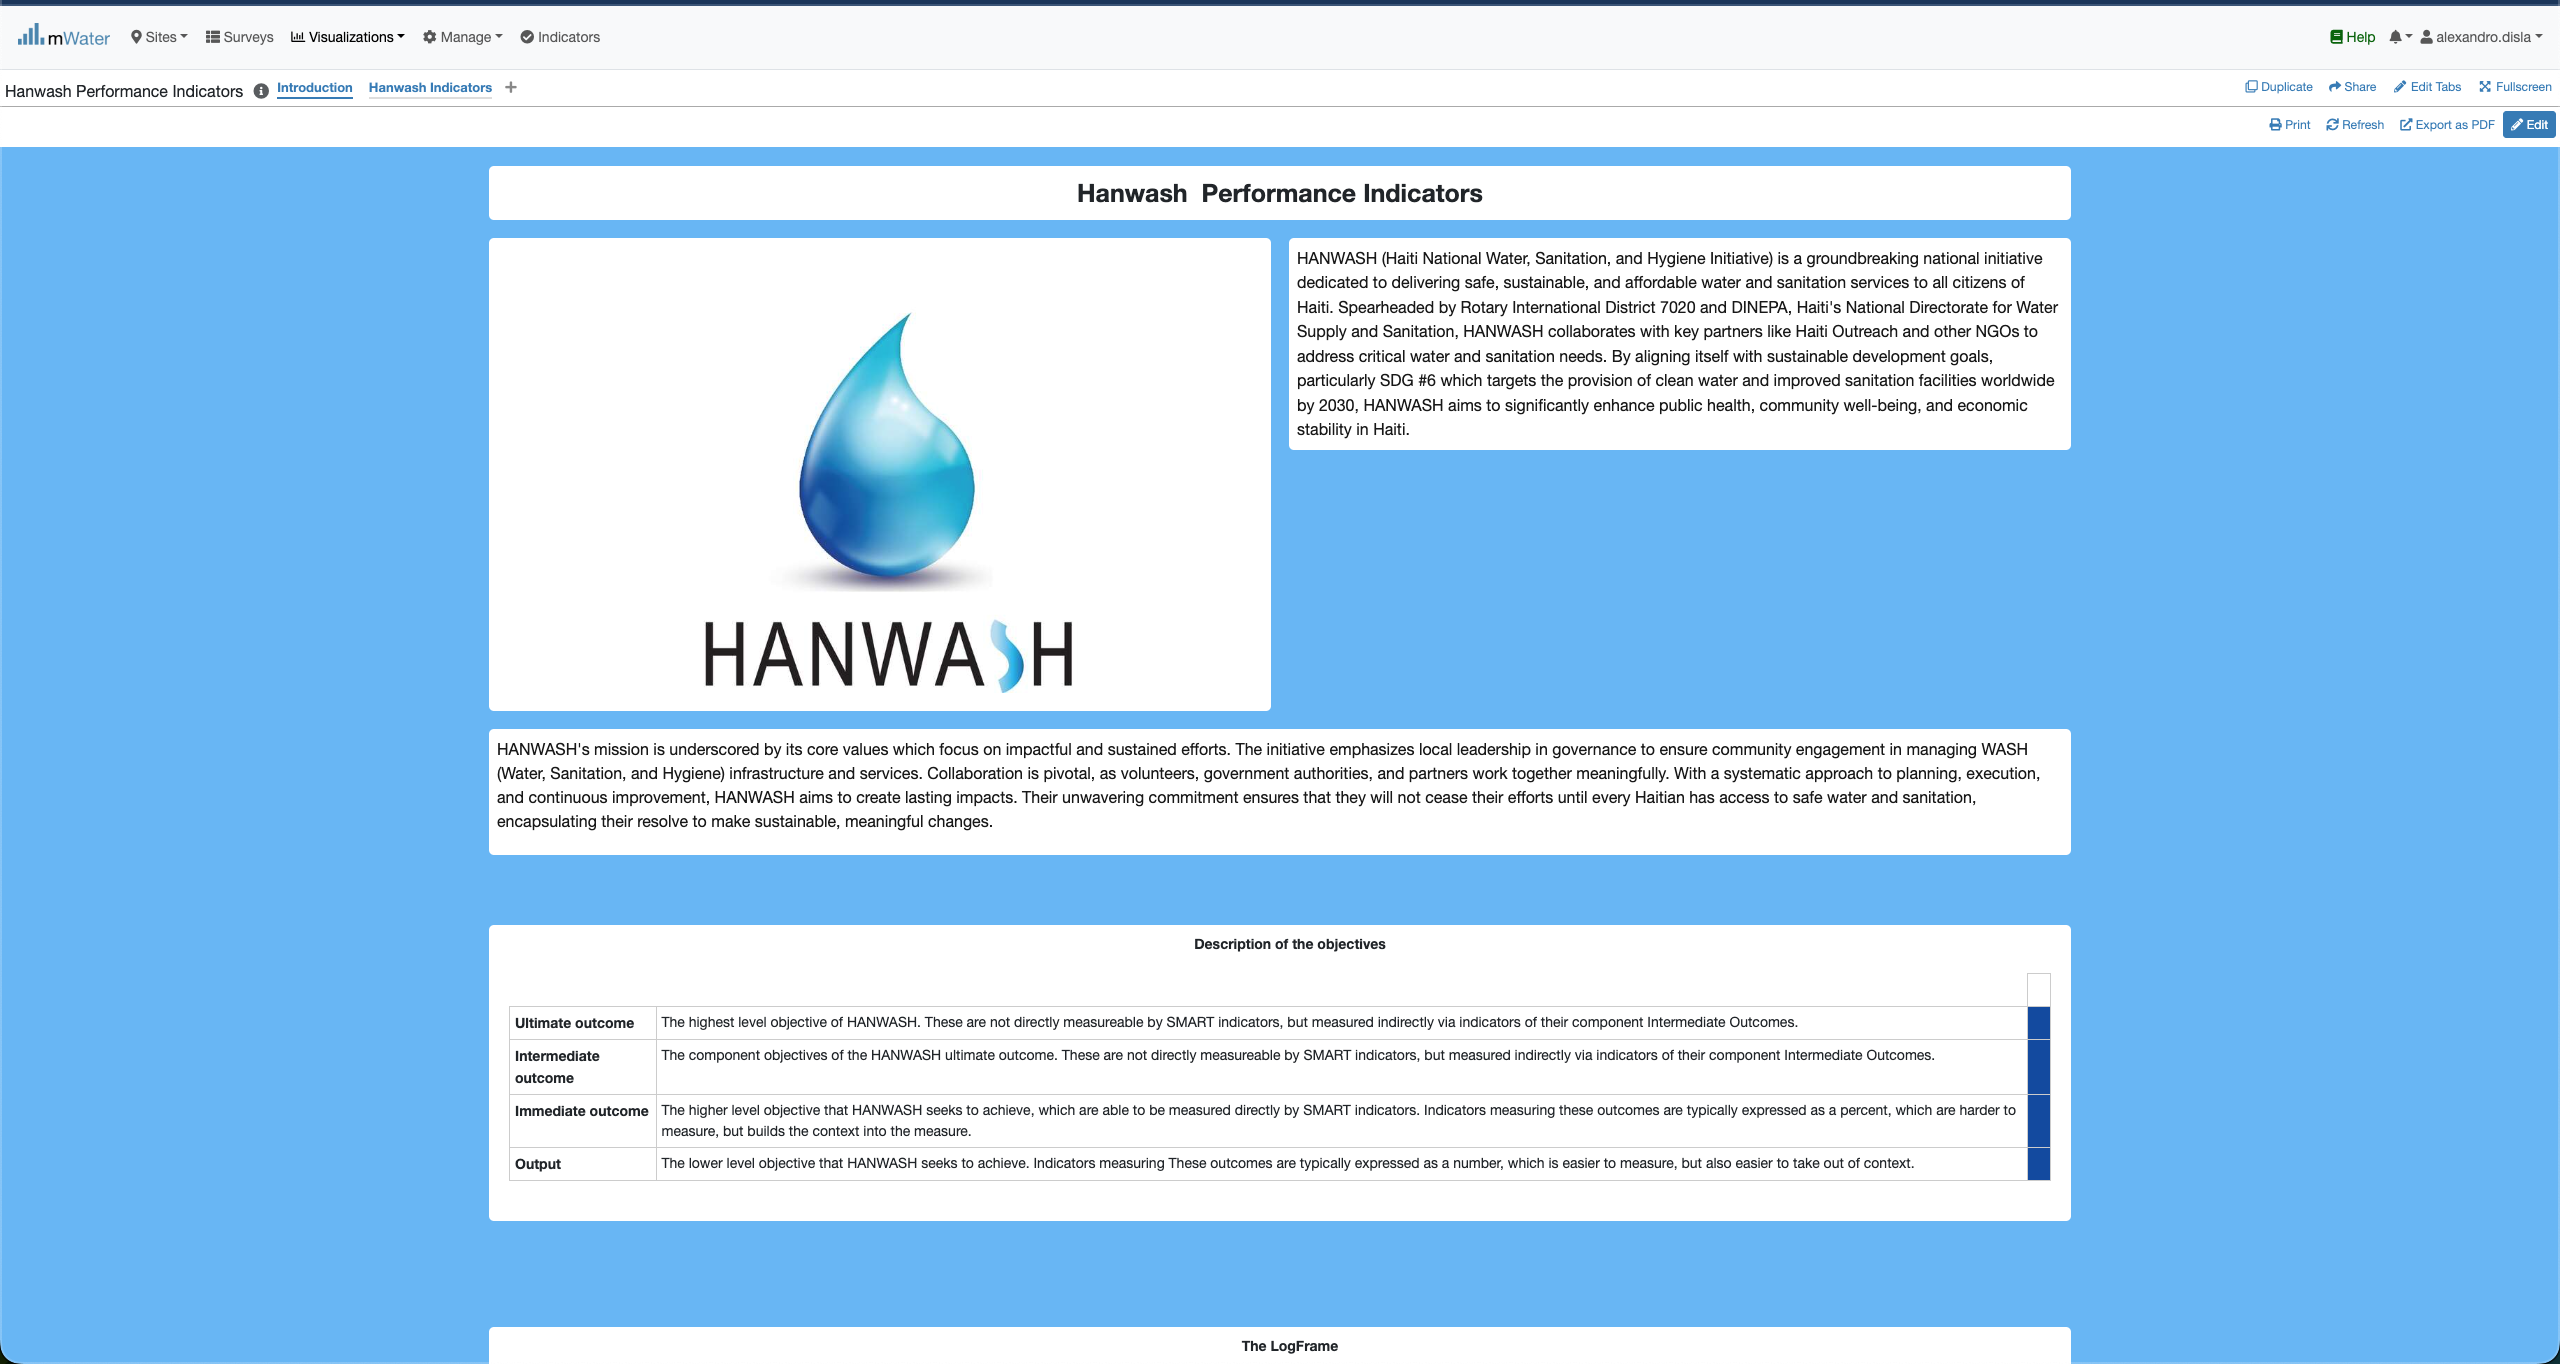 mWater Sites Surveys Visualizations Manage Indicators Help alexandro.disla
Hanwash Performance Indicators Introduction Hanwash Indicators + Duplicate Share Edit Tabs Fullscreen
Print Refresh Export as PDF Edit
Hanwash Performance Indicators
HANWASH
HANWASH (Haiti National Water, Sanitation, and Hygiene Initiative) is a groundbreaking national initiative
dedicated to delivering safe, sustainable, and affordable water and sanitation services to all citizens of
Haiti. Spearheaded by Rotary International District 7020 and DINEPA, Haiti's National Directorate for Water
Supply and Sanitation, HANWASH collaborates with key partners like Haiti Outreach and other NGOs to
address critical water and sanitation needs. By aligning itself with sustainable development goals,
particularly SDG #6 which targets the provision of clean water and improved sanitation facilities worldwide
by 2030, HANWASH aims to significantly enhance public health, community well-being, and economic
stability in Haiti.
HANWASH's mission is underscored by its core values which focus on impactful and sustained efforts. The initiative emphasizes local leadership in governance to ensure community engagement in managing WASH
(Water, Sanitation, and Hygiene) infrastructure and services. Collaboration is pivotal, as volunteers, government authorities, and partners work together meaningfully. With a systematic approach to planning, execution,
and continuous improvement, HANWASH aims to create lasting impacts. Their unwavering commitment ensures that they will not cease their efforts until every Haitian has access to safe water and sanitation,
encapsulating their resolve to make sustainable, meaningful changes.
Description of the objectives
Ultimate outcome The highest level objective of HANWASH. These are not directly measureable by SMART indicators, but measured indirectly via indicators of their component Intermediate Outcomes.
Intermediate The component objectives of the HANWASH ultimate outcome. These are not directly measureable by SMART indicators, but measured indirectly via indicators of their component Intermediate Outcomes.
outcome
Immediate outcome The higher level objective that HANWASH seeks to achieve, which are able to be measured directly by SMART indicators. Indicators measuring these outcomes are typically expressed as a percent, which are harder to
measure, but builds the context into the measure.
Output The lower level objective that HANWASH seeks to achieve. Indicators measuring These outcomes are typically expressed as a number, which is easier to measure, but also easier to take out of context.
The LogFrame